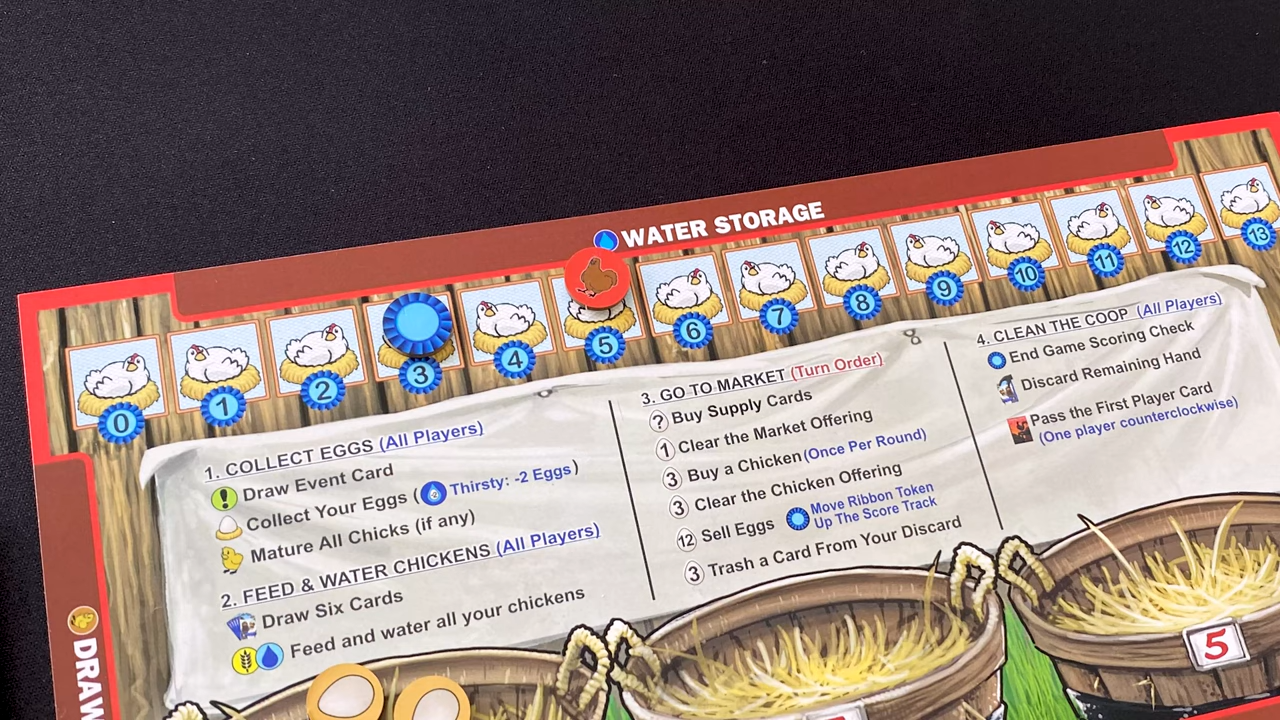 WATER STORAGE
0 1 2 3 4 5 6 7 8 9 10 11 12 13
1. COLLECT EGGS (All Players)
Draw Event Card
Collect Your Eggs (Thirsty: -2 Eggs)
Mature All Chicks (if any)
2. FEED & WATER CHICKENS (All Players)
Draw Six Cards
Feed and water all your chickens
3. GO TO MARKET (Turn Order)
? Buy Supply Cards
1 Clear the Market Offering
3 Buy a Chicken (Once Per Round)
3 Clear the Chicken Offering
12 Sell Eggs Move Ribbon Token
Up The Score Track
3 Trash a Card From Your Discard
4. CLEAN THE COOP (All Players)
End Game Scoring Check
Discard Remaining Hand
Pass the First Player Card
(One player counterclockwise)
5
DRAW